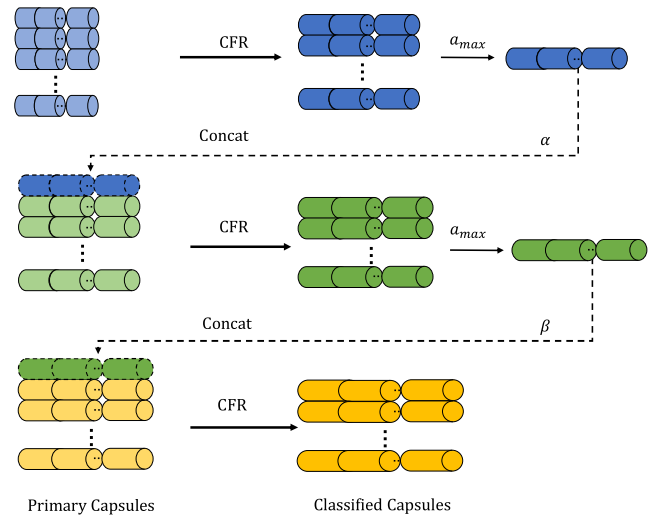 CFR
a_max
Concat
α
CFR
a_max
Concat
β
CFR
Primary Capsules
Classified Capsules